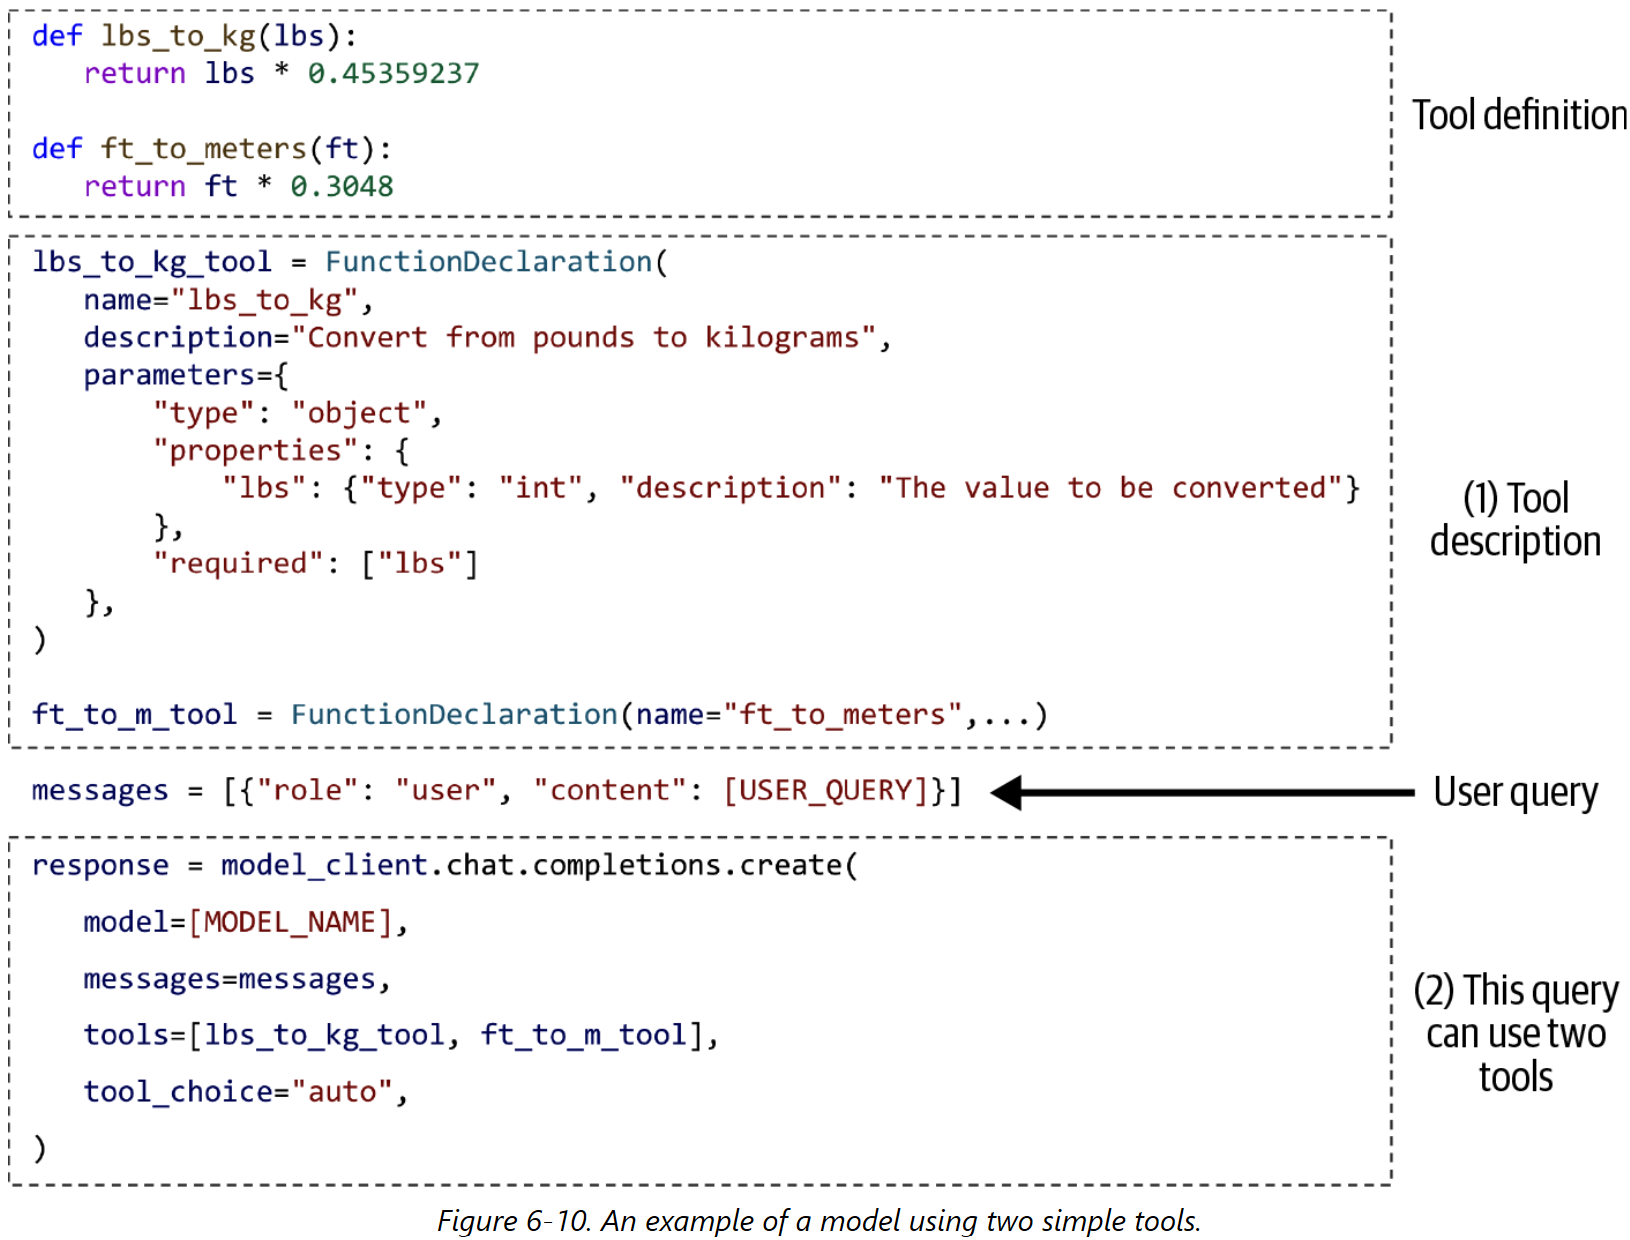 def lbs_to_kg(lbs):
   return lbs * 0.45359237
def ft_to_meters(ft):
   return ft * 0.3048
Tool definition
lbs_to_kg_tool = FunctionDeclaration(
   name="lbs_to_kg",
   description="Convert from pounds to kilograms",
   parameters={
       "type": "object",
       "properties": {
           "lbs": {"type": "int", "description": "The value to be converted"}
       },
       "required": ["lbs"]
   },
)
ft_to_m_tool = FunctionDeclaration(name="ft_to_meters",...)
(1) Tool
description
messages = [{"role": "user", "content": [USER_QUERY]}]
User query
response = model_client.chat.completions.create(
   model=[MODEL_NAME],
   messages=messages,
   tools=[lbs_to_kg_tool, ft_to_m_tool],
   tool_choice="auto",
)
(2) This query
can use two
tools
Figure 6-10. An example of a model using two simple tools.